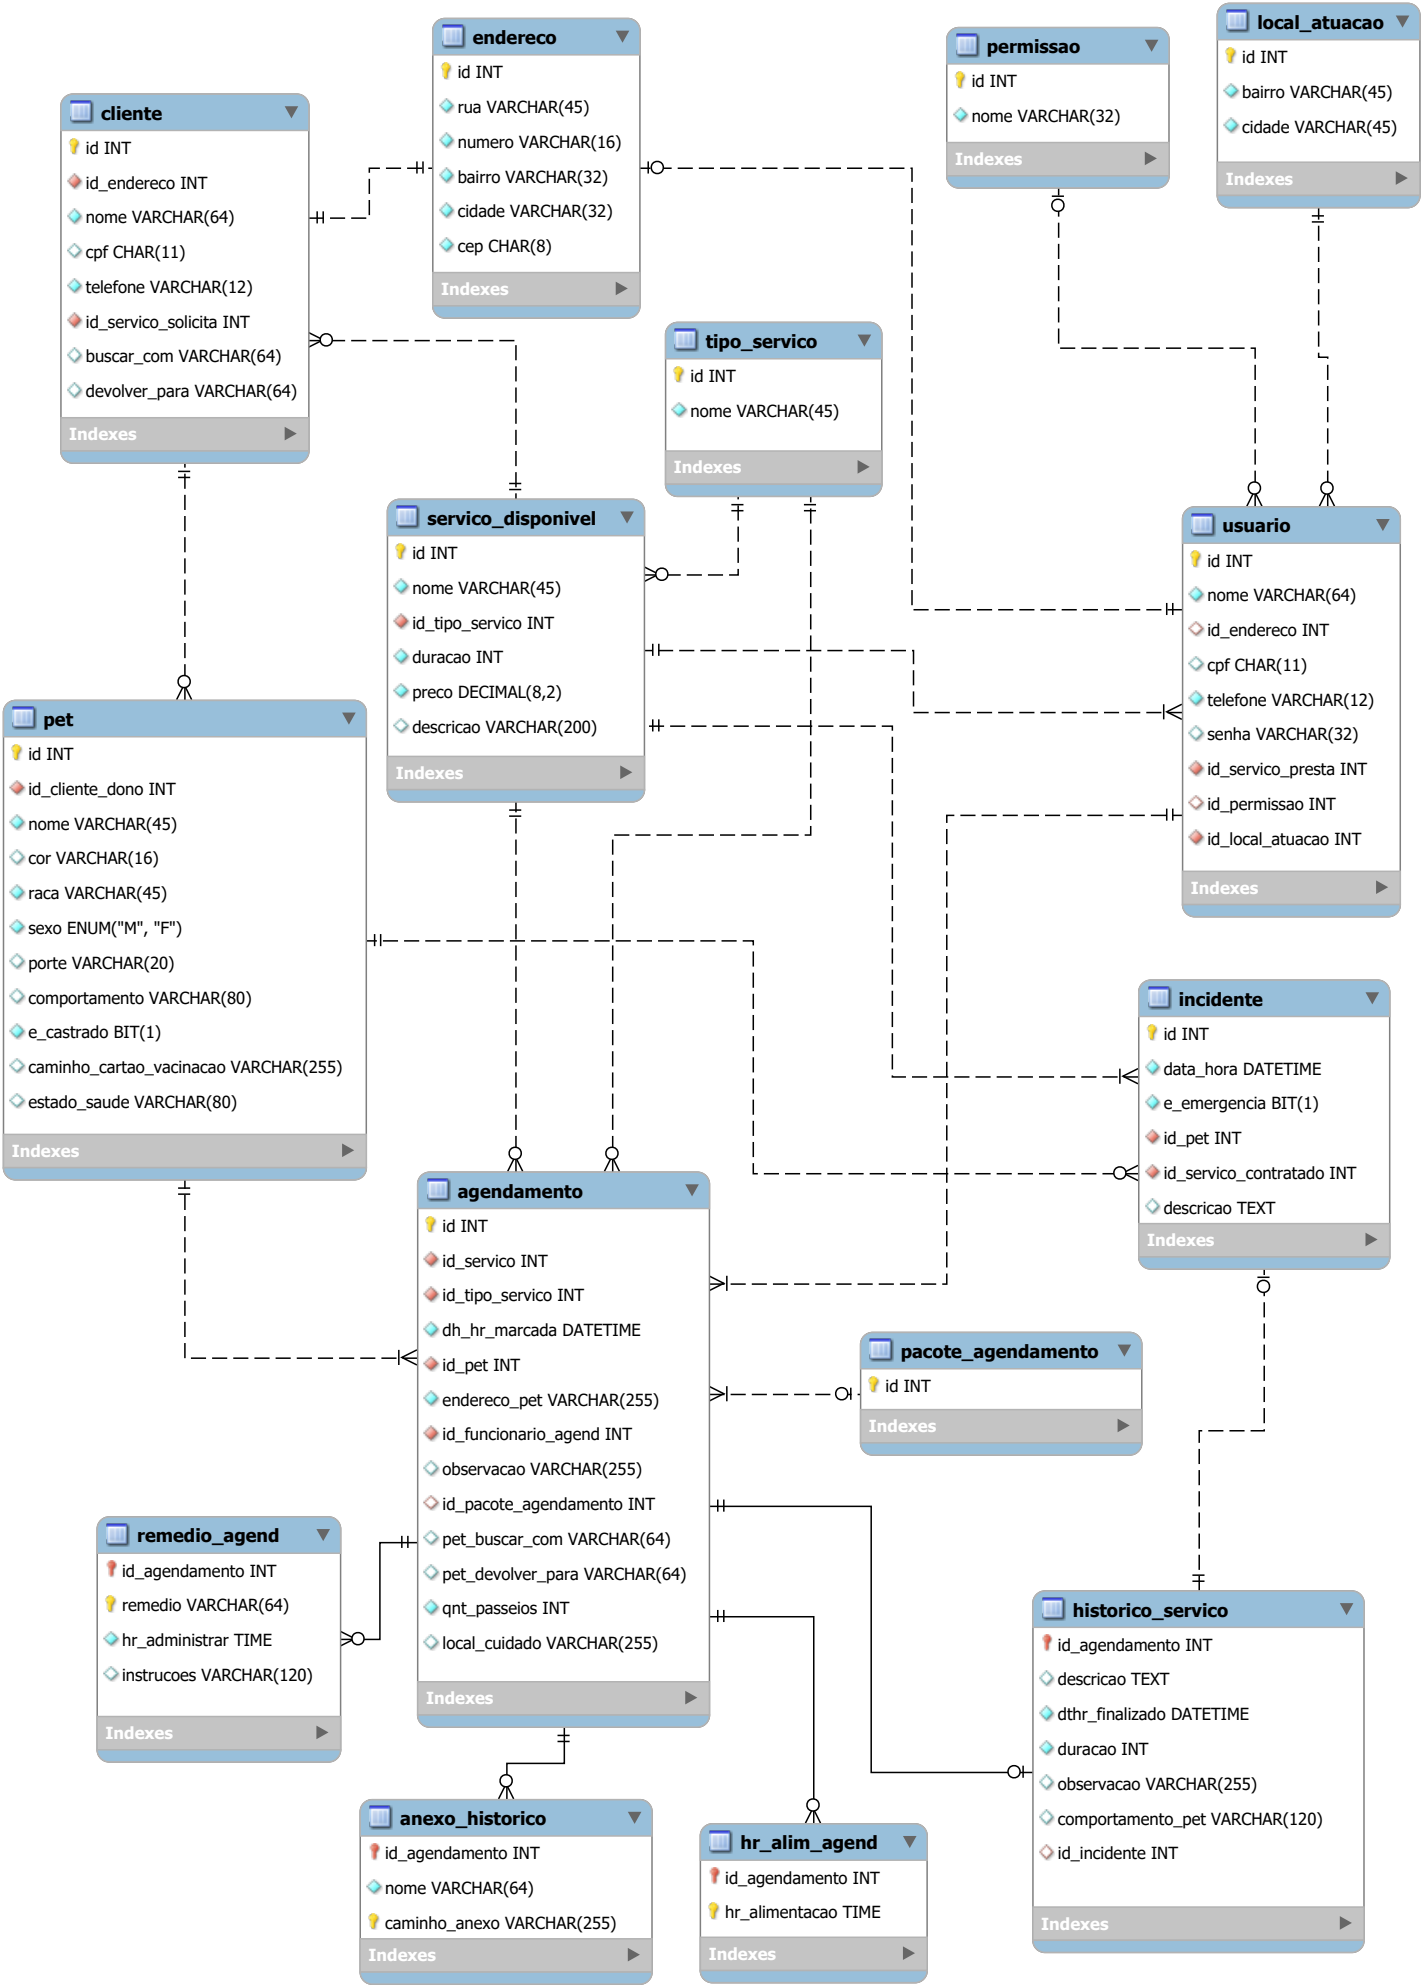 endereco
id INT
rua VARCHAR(45)
numero VARCHAR(16)
bairro VARCHAR(32)
cidade VARCHAR(32)
cep CHAR(8)
Indexes
permissao
id INT
nome VARCHAR(32)
Indexes
local_atuacao
id INT
bairro VARCHAR(45)
cidade VARCHAR(45)
Indexes
cliente
id INT
id_endereco INT
nome VARCHAR(64)
cpf CHAR(11)
telefone VARCHAR(12)
id_servico_solicita INT
buscar_com VARCHAR(64)
devolver_para VARCHAR(64)
Indexes
tipo_servico
id INT
nome VARCHAR(45)
Indexes
servico_disponivel
id INT
nome VARCHAR(45)
id_tipo_servico INT
duracao INT
preco DECIMAL(8,2)
descricao VARCHAR(200)
Indexes
usuario
id INT
nome VARCHAR(64)
id_endereco INT
cpf CHAR(11)
telefone VARCHAR(12)
senha VARCHAR(32)
id_servico_presta INT
id_permissao INT
id_local_atuacao INT
Indexes
pet
id INT
id_cliente_dono INT
nome VARCHAR(45)
cor VARCHAR(16)
raca VARCHAR(45)
sexo ENUM("M", "F")
porte VARCHAR(20)
comportamento VARCHAR(80)
e_castrado BIT(1)
caminho_cartao_vacinacao VARCHAR(255)
estado_saude VARCHAR(80)
Indexes
incidente
id INT
data_hora DATETIME
e_emergencia BIT(1)
id_pet INT
id_servico_contratado INT
descricao TEXT
Indexes
agendamento
id INT
id_servico INT
id_tipo_servico INT
dh_hr_marcada DATETIME
id_pet INT
endereco_pet VARCHAR(255)
id_funcionario_agend INT
observacao VARCHAR(255)
id_pacote_agendamento INT
pet_buscar_com VARCHAR(64)
pet_devolver_para VARCHAR(64)
qnt_passeios INT
local_cuidado VARCHAR(255)
Indexes
pacote_agendamento
id INT
Indexes
remedio_agend
id_agendamento INT
remedio VARCHAR(64)
hr_administrar TIME
instrucoes VARCHAR(120)
Indexes
historico_servico
id_agendamento INT
descricao TEXT
dthr_finalizado DATETIME
duracao INT
observacao VARCHAR(255)
comportamento_pet VARCHAR(120)
id_incidente INT
Indexes
anexo_historico
id_agendamento INT
nome VARCHAR(64)
caminho_anexo VARCHAR(255)
Indexes
hr_alim_agend
id_agendamento INT
hr_alimentacao TIME
Indexes